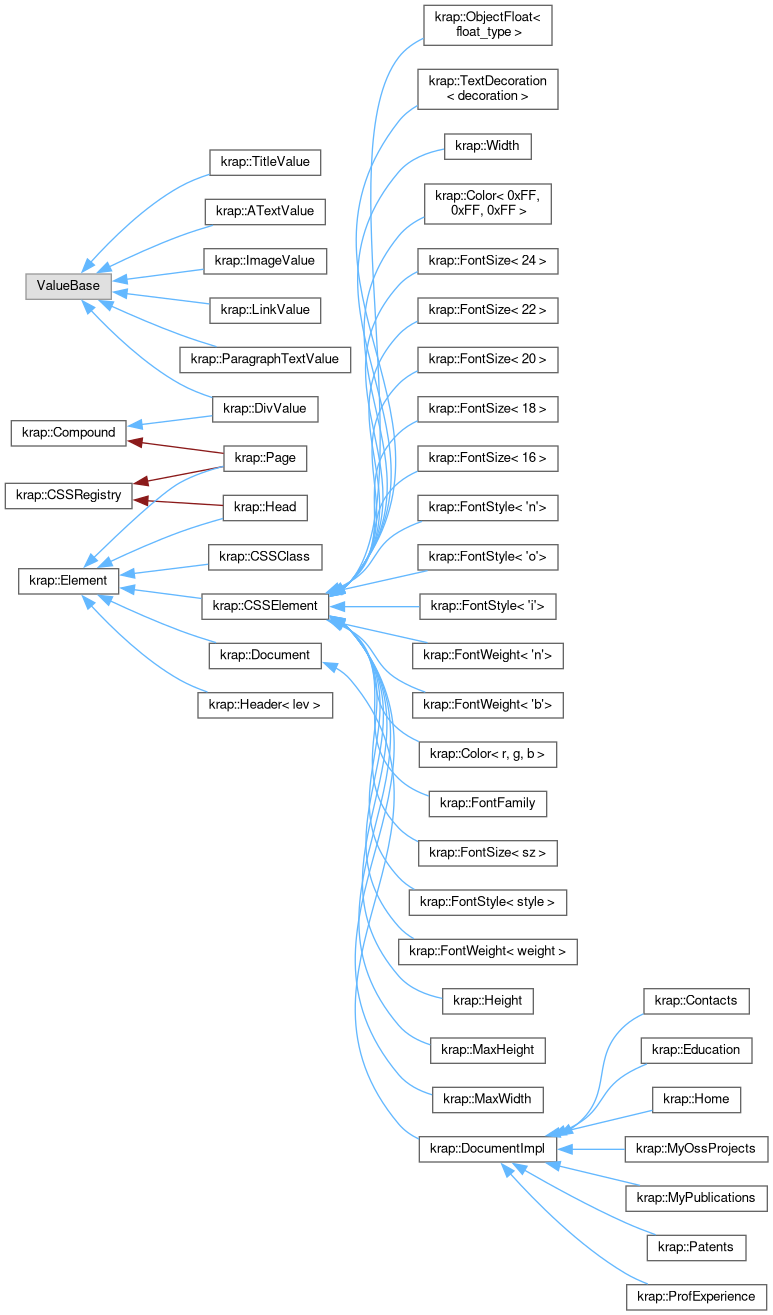 krap::ObjectFloat<
float_type >
krap::TextDecoration
< decoration >
krap::Width
krap::TitleValue
krap::Color< 0xFF,
0xFF, 0xFF >
krap::ATextValue
krap::ImageValue
krap::FontSize< 24 >
ValueBase
krap::LinkValue
krap::FontSize< 22 >
krap::ParagraphTextValue
krap::FontSize< 20 >
krap::DivValue
krap::FontSize< 18 >
krap::Compound
krap::Page
krap::FontSize< 16 >
krap::CSSRegistry
krap::Head
krap::FontStyle< 'n'>
krap::CSSClass
krap::FontStyle< 'o'>
krap::Element
krap::CSSElement
krap::FontStyle< 'i'>
krap::Document
krap::FontWeight< 'n'>
krap::Header< lev >
krap::FontWeight< 'b'>
krap::Color< r, g, b >
krap::FontFamily
krap::FontSize< sz >
krap::FontStyle< style >
krap::FontWeight< weight >
krap::Height
krap::Contacts
krap::MaxHeight
krap::Education
krap::MaxWidth
krap::Home
krap::DocumentImpl
krap::MyOssProjects
krap::MyPublications
krap::Patents
krap::ProfExperience